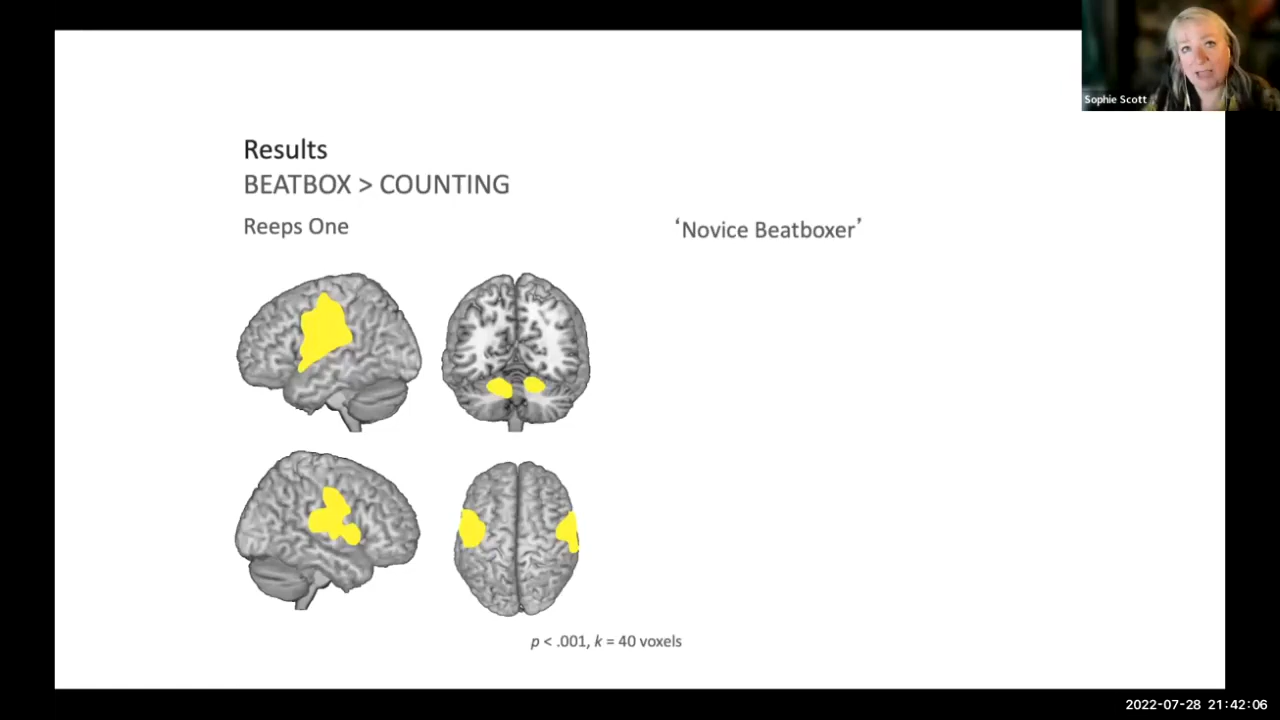 Sophie Scott
Results
BEATBOX > COUNTING
Reeps One
‘Novice Beatboxer’
p < .001, k = 40 voxels
2022-07-28 21:42:06